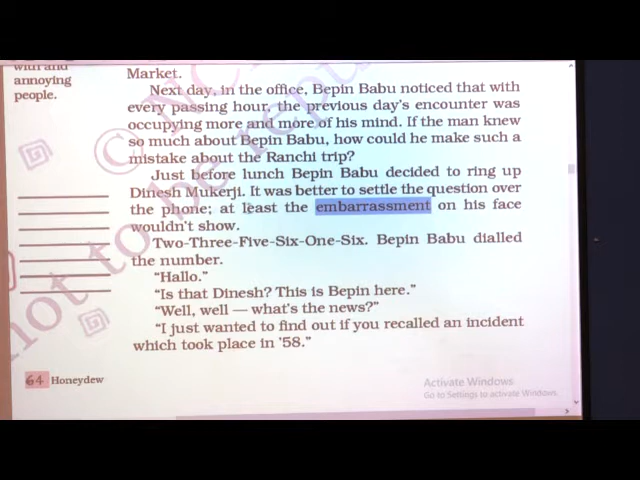 with and
annoying
people.
Market.
Next day, in the office, Bepin Babu noticed that with
every passing hour, the previous day's encounter was
occupying more and more of his mind. If the man knew
so much about Bepin Babu, how could he make such a
mistake about the Ranchi trip?
Just before lunch Bepin Babu decided to ring up
Dinesh Mukerji. It was better to settle the question over
the phone; at least the embarrassment on his face
wouldn't show.
Two-Three-Five-Six-One-Six. Bepin Babu dialled
the number.
“Hallo.”
“Is that Dinesh? This is Bepin here.”
“Well, well — what's the news?”
“I just wanted to find out if you recalled an incident
which took place in '58.”
64 Honeydew
Activate Windows
Go to Settings to activate Windows.
not to be repu